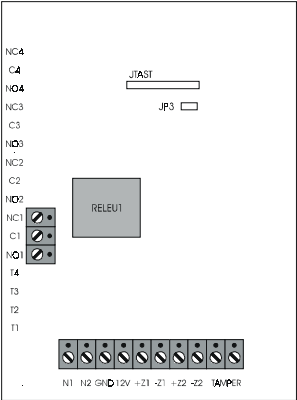 NC4
C4
NO4
JTAST
JP3
NC3
C3
NO3
NC2
C2
NO2
RELEU1
NC1
C1
NO1
T4
T3
T2
T1
N1 N2 GND 12V +Z1 -Z1 +Z2 -Z2 TAMPER